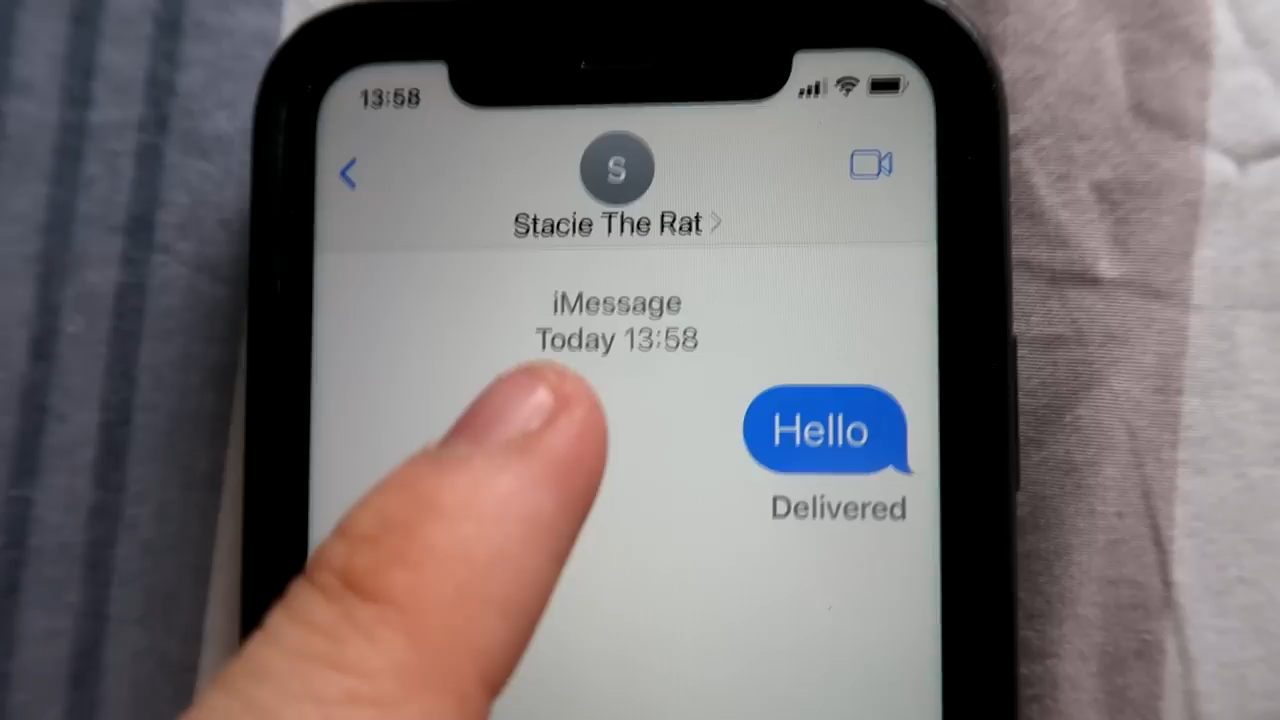 13:58
S
Stacie The Rat
iMessage
Today 13:58
Hello
Delivered